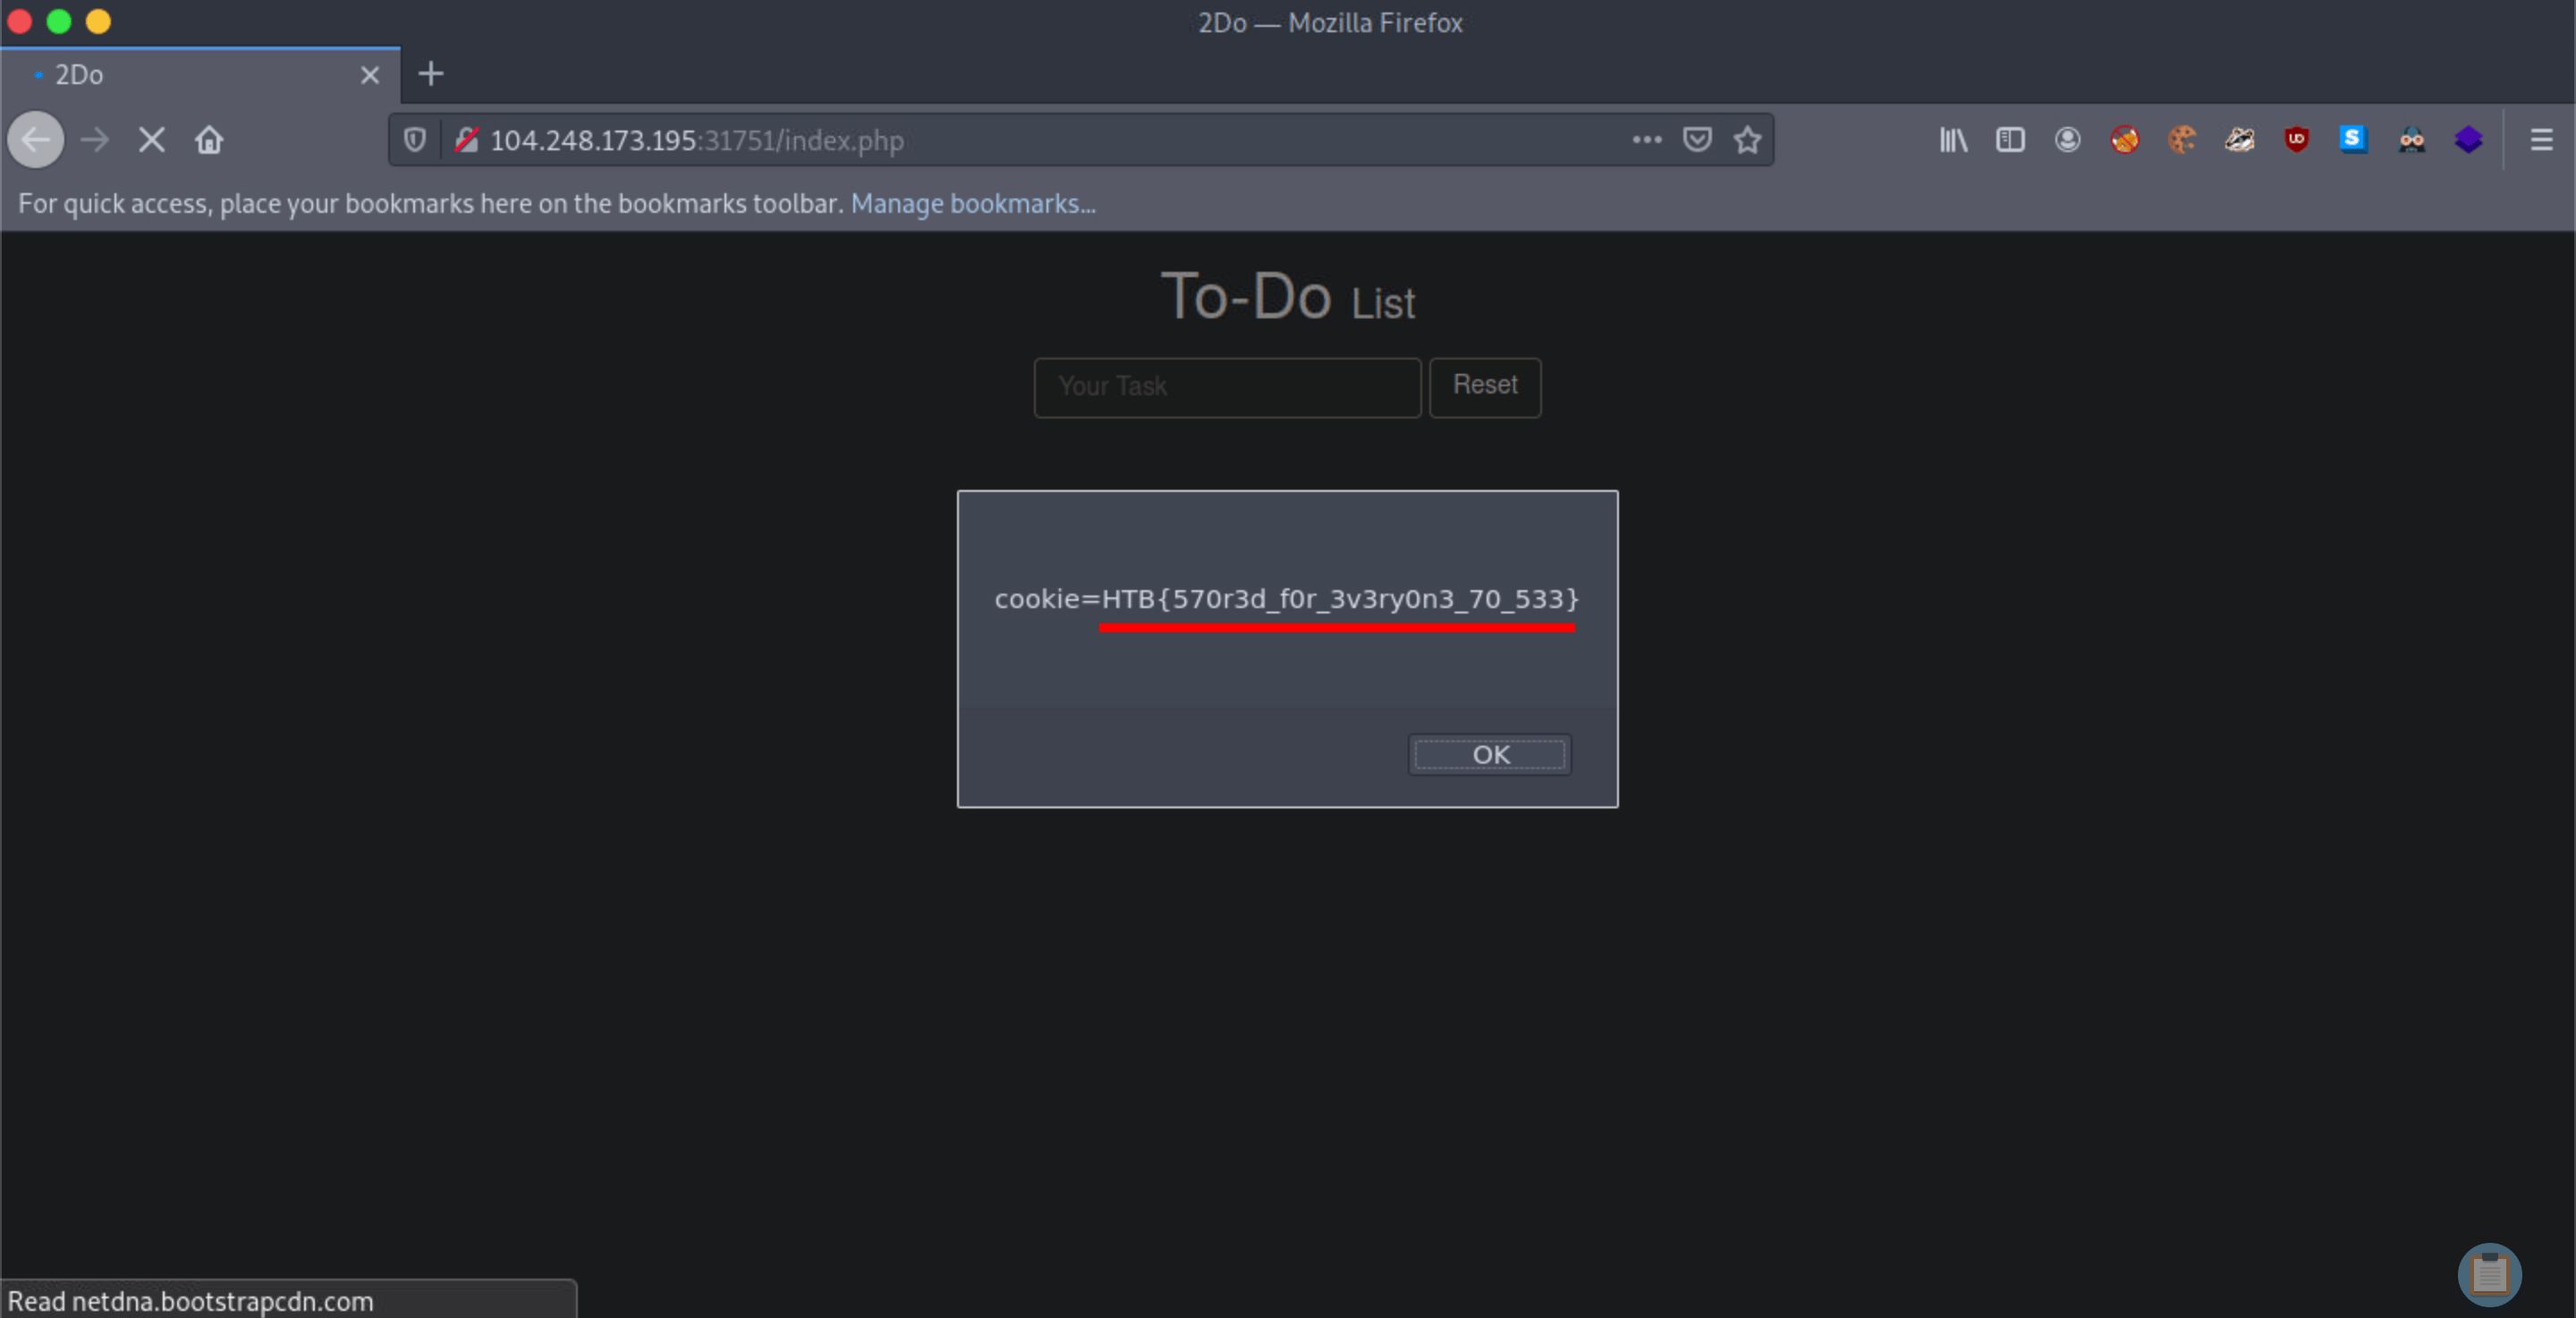 2Do — Mozilla Firefox
2Do
104.248.173.195:31751/index.php
For quick access, place your bookmarks here on the bookmarks toolbar. Manage bookmarks...
To-Do List
Your Task
Reset
cookie=HTB{570r3d_f0r_3v3ry0n3_70_533}
OK
Read netdna.bootstrapcdn.com